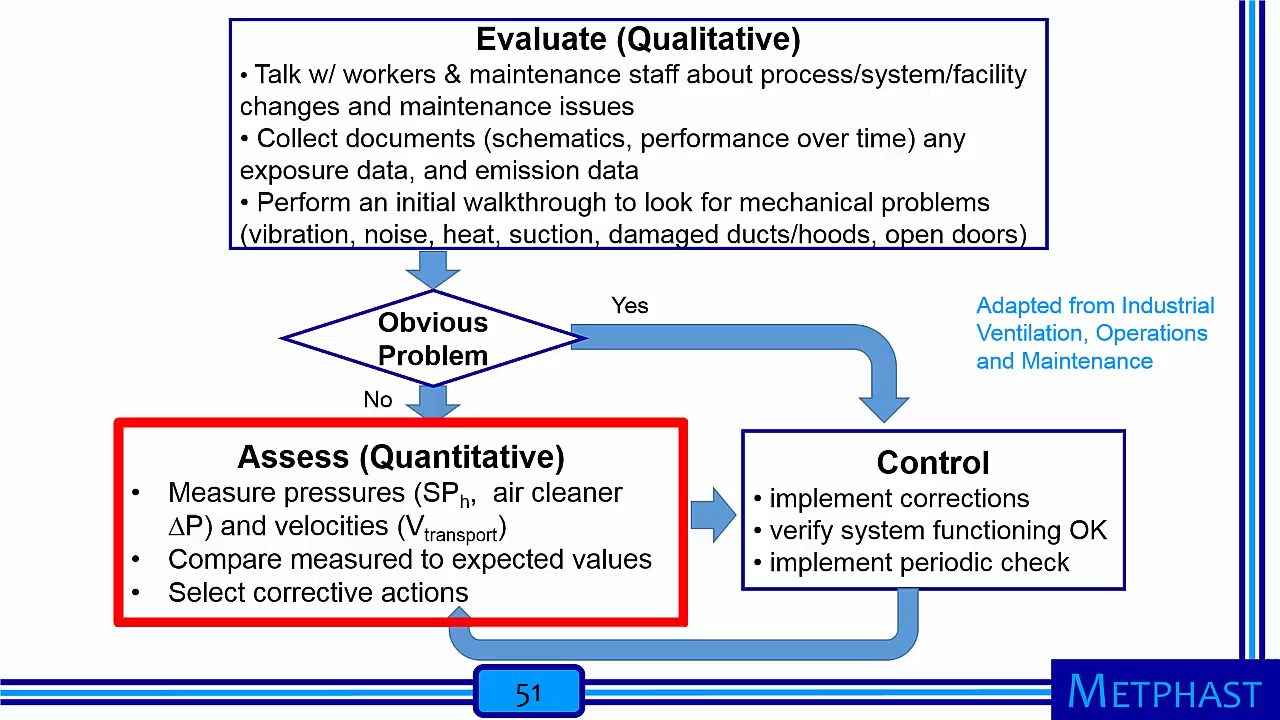 Evaluate (Qualitative)
• Talk w/ workers & maintenance staff about process/system/facility
changes and maintenance issues
• Collect documents (schematics, performance over time) any
exposure data, and emission data
• Perform an initial walkthrough to look for mechanical problems
(vibration, noise, heat, suction, damaged ducts/hoods, open doors)
Obvious
Problem
Yes
Adapted from Industrial
Ventilation, Operations
and Maintenance
No
Assess (Quantitative)
• Measure pressures (SPh, air cleaner
∆P) and velocities (Vtransport)
• Compare measured to expected values
• Select corrective actions
Control
• implement corrections
• verify system functioning OK
• implement periodic check
51
METPHAST